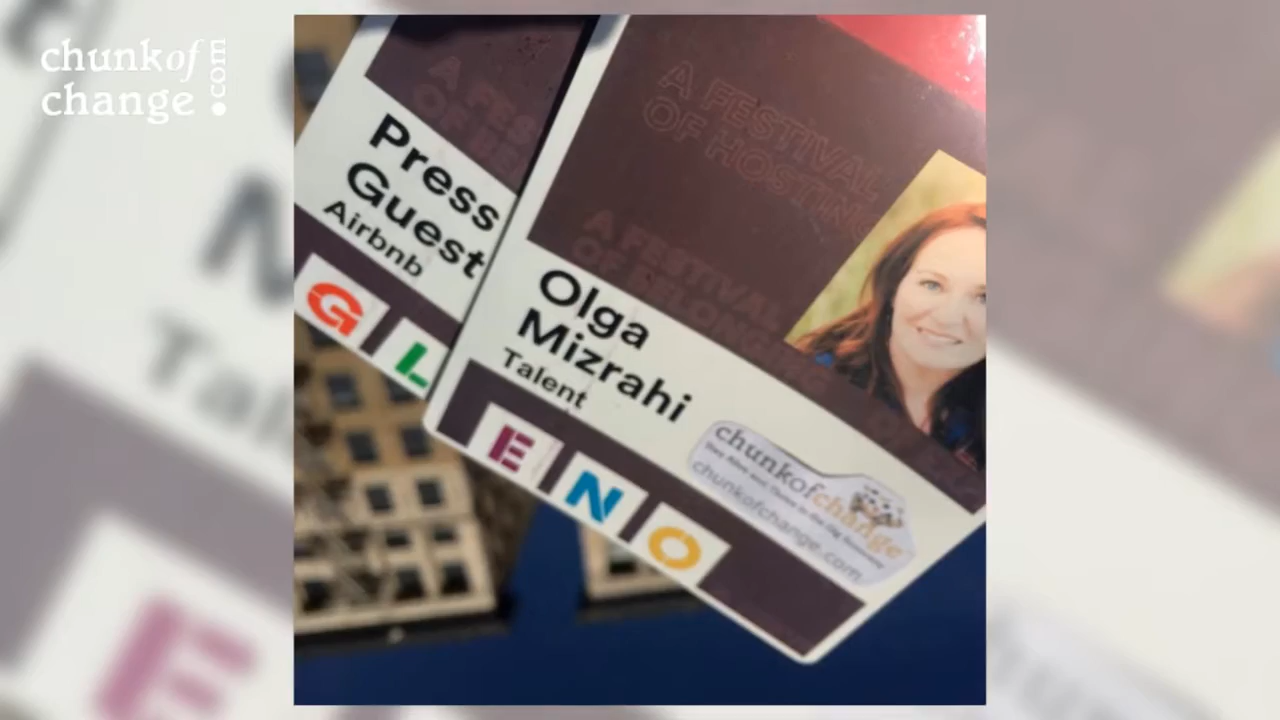 chunkof
change.com
A FESTIVAL
OF HOSTING
A FESTIVAL
OF BELONGING
Press
Guest
Airbnb
G L
Olga
Mizrahi
Talent
E N O
chunkofchange
chunkofchange.com